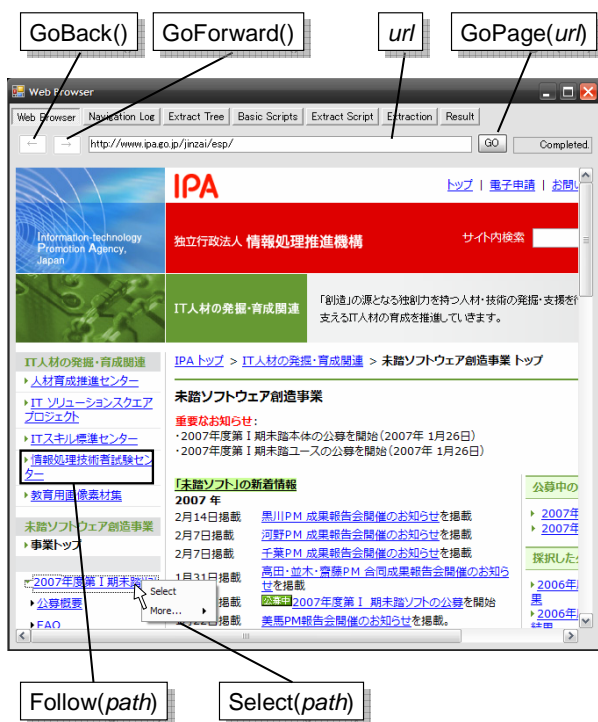 GoBack()
GoForward()
url
GoPage(url)
Web Browser
Web Browser
Navigation Log
Extract Tree
Basic Scripts
Extract Script
Extraction
Result
http://www.ipa.go.jp/jinzai/esp/
GO
Completed.
IPA
トップ | 電子申請 | お問い
Information-technology
Promotion Agency,
Japan
独立行政法人 情報処理推進機構
サイト内検索
IT人材の発掘・育成関連
「創造」の源となる独創力を持つ人材・技術の発掘・支援を
支えるIT人材の育成を推進していきます。
IT人材の発掘・育成関連
人材育成推進センター
IT ソリューションスクエア
プロジェクト
ITスキル標準センター
情報処理技術者試験セン
ター
教育用画像素材集
未踏ソフトウェア創造事業
事業トップ
2007年度第Ⅰ期未踏
公募概要
FAQ
Select
More...
IPA トップ > IT人材の発掘・育成関連 > 未踏ソフトウェア創造事業 トップ
未踏ソフトウェア創造事業
重要なお知らせ:
・2007年度第Ⅰ期未踏本体の公募を開始(2007年 1月26日)
・2007年度第Ⅰ期未踏ユースの公募を開始(2007年 1月26日)
「未踏ソフト」の新着情報
2007 年
2月14日掲載 黒川PM 成果報告会開催のお知らせを掲載
2月7日掲載 河野PM 成果報告会開催のお知らせを掲載
2月7日掲載 千葉PM 成果報告会開催のお知らせを掲載
1月31日掲載 高田・並木・齋藤PM 合同成果報告会開催のお知ら
せを掲載
掲載 公募中 2007年度第Ⅰ 期未踏ソフトの公募を開始
掲載 美馬PM報告会開催のお知らせを掲載。
公募中の
2007年
2007年
採択した
2006年
果
2006年
結果
Follow(path)
Select(path)